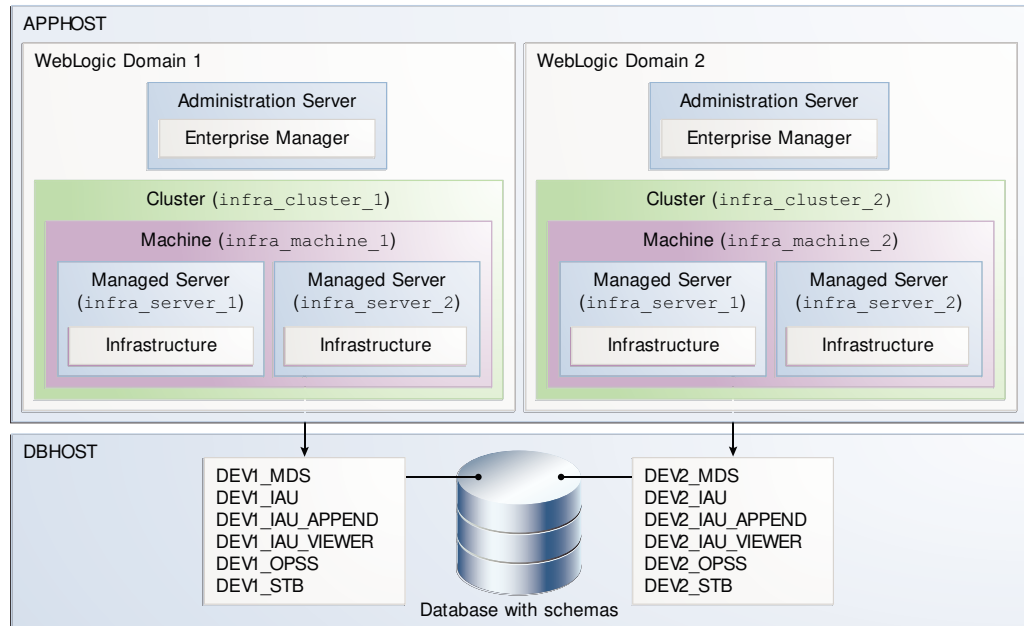 APPHOST
WebLogic Domain 1
Administration Server
Enterprise Manager
Cluster (infra_cluster_1)
Machine (infra_machine_1)
Managed Server
(infra_server_1)
Infrastructure
Managed Server
(infra_server_2)
Infrastructure
WebLogic Domain 2
Administration Server
Enterprise Manager
Cluster (infra_cluster_2)
Machine (infra_machine_2)
Managed Server
(infra_server_1)
Infrastructure
Managed Server
(infra_server_2)
Infrastructure
DBHOST
DEV1_MDS
DEV1_IAU
DEV1_IAU_APPEND
DEV1_IAU_VIEWER
DEV1_OPSS
DEV1_STB
Database with schemas
DEV2_MDS
DEV2_IAU
DEV2_IAU_APPEND
DEV2_IAU_VIEWER
DEV2_OPSS
DEV2_STB